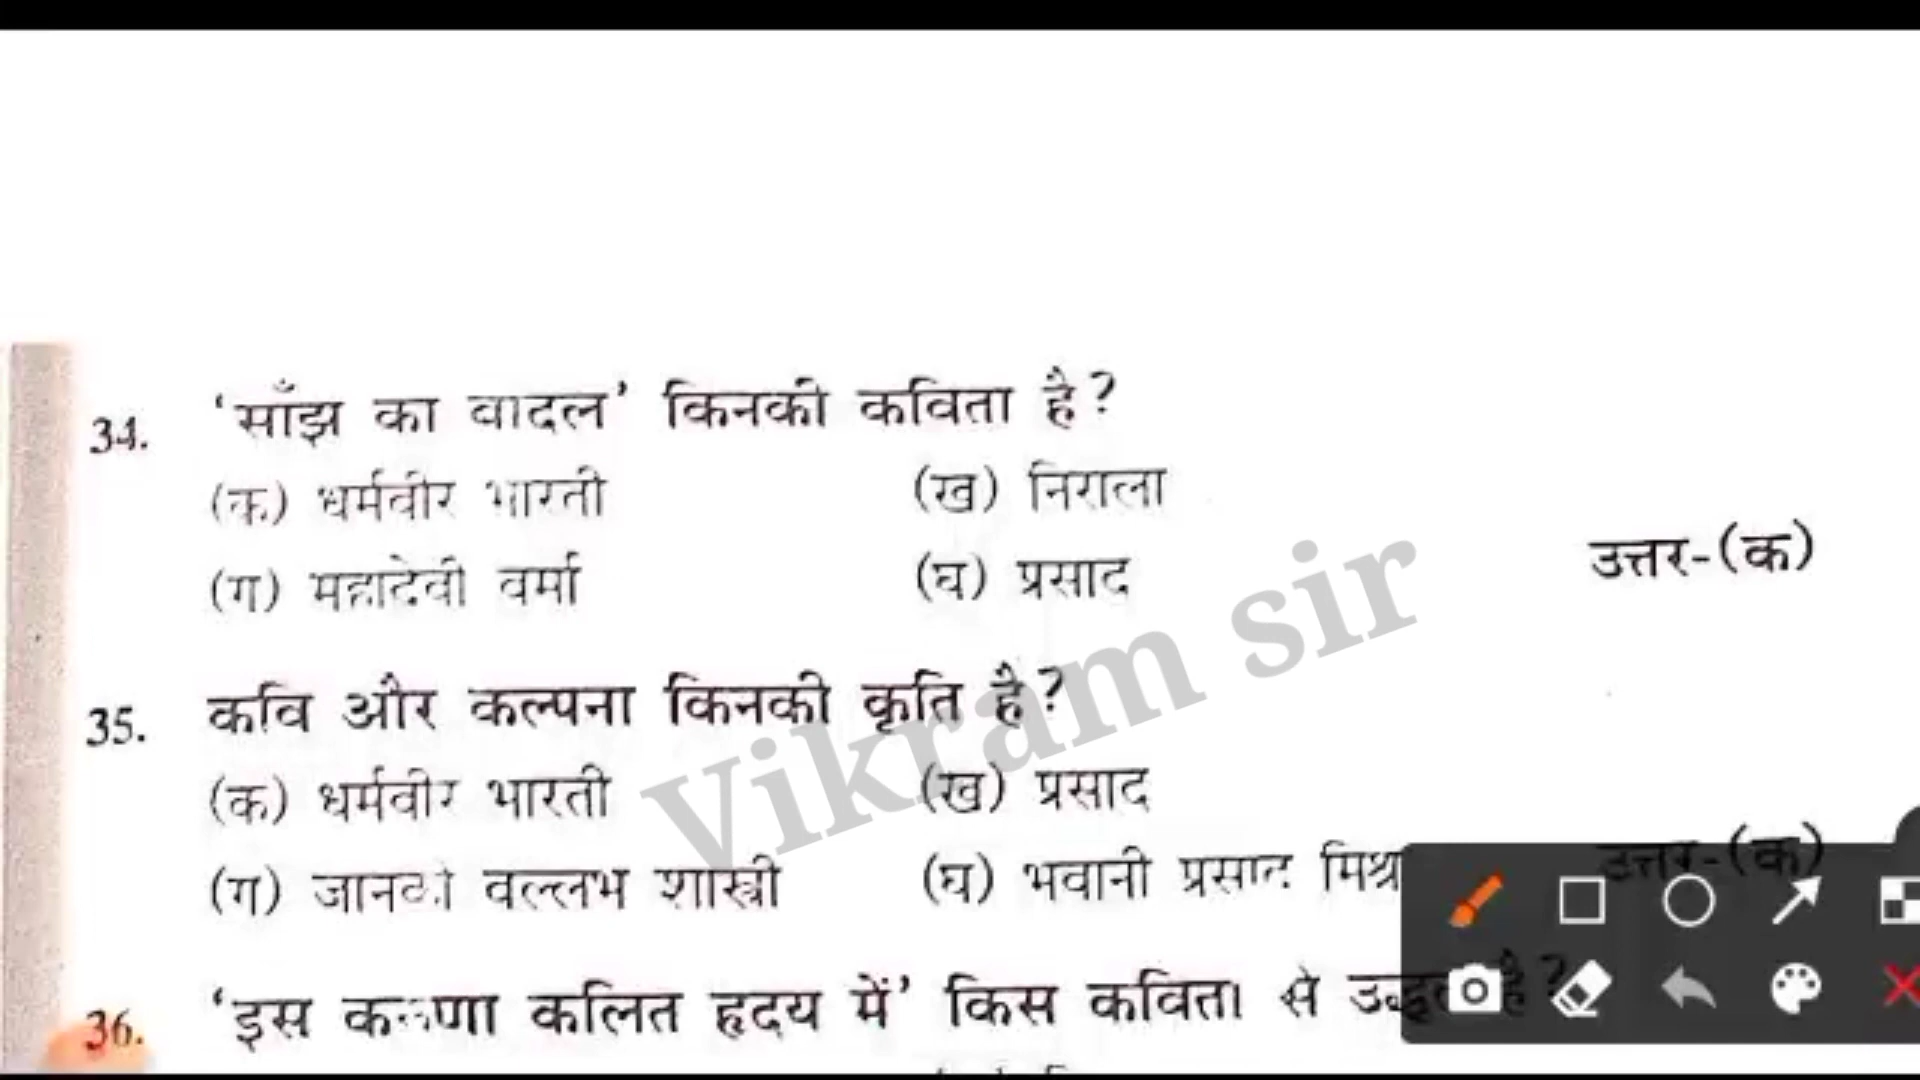 34. 'साँझ का बादल' किनकी कविता है?
(क) धर्मवीर भारती (ख) निराला
(ग) महादेवी वर्मा (घ) प्रसाद
उत्तर-(क)
35. कवि और कल्पना किनकी कृति है?
(क) धर्मवीर भारती (ख) प्रसाद
(ग) जानकी वल्लभ शास्त्री (घ) भवानी प्रसाद मिश्र
उत्तर-(क)
36. 'इस करुणा कलित हृदय में' किस कविता से उद्धृत है?
Vikram sir